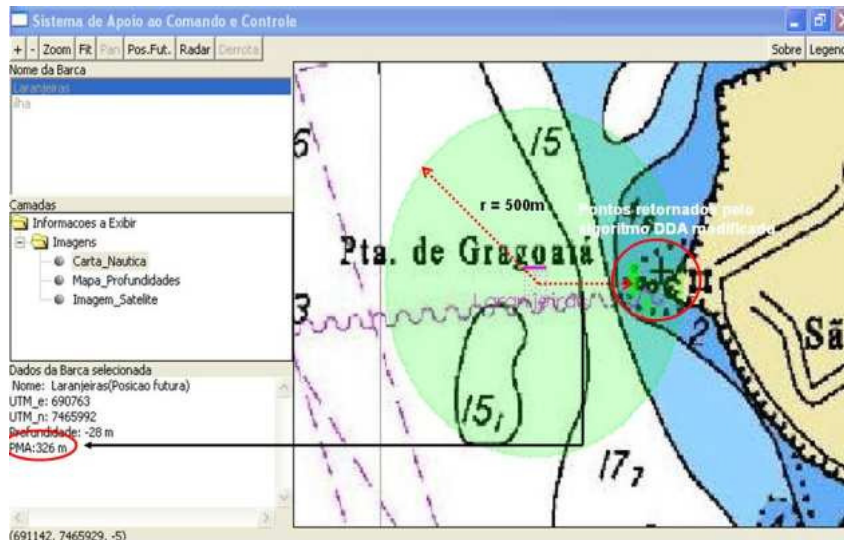 Sistema de Apoio ao Comando e Controle
+ - Zoom Fit Pan Pos.Fut. Radar Derrota Sobre Legend
Nome da Barca
Laranjeiras
Ilha
Camadas
Informacoes a Exibir
Imagens
Carta_Nautica
Mapa_Profundidades
Imagem_Satelite
Dados da Barca selecionada
Nome: Laranjeiras(Posicao futura)
UTM_e: 690763
UTM_n: 7465992
Profundidade: -28 m
PMA:326 m
(691142, 7465929, -5)
6
15
r = 500m
Pontos retornados pelo
algoritmo DDA modificado
Pta. de Gragoatá
Laranjeiras
3
2
Sã
15
17 7